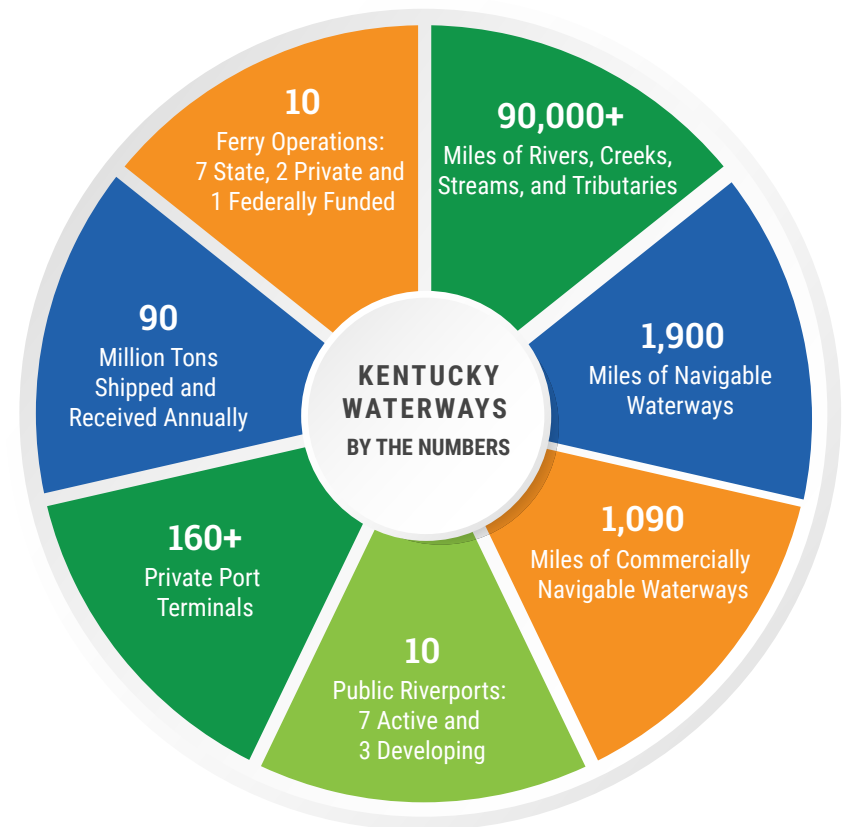 KENTUCKY
WATERWAYS
BY THE NUMBERS
90,000+
Miles of Rivers, Creeks,
Streams, and Tributaries
1,900
Miles of Navigable
Waterways
1,090
Miles of Commercially
Navigable Waterways
10
Public Riverports:
7 Active and
3 Developing
160+
Private Port
Terminals
90
Million Tons
Shipped and
Received Annually
10
Ferry Operations:
7 State, 2 Private and
1 Federally Funded